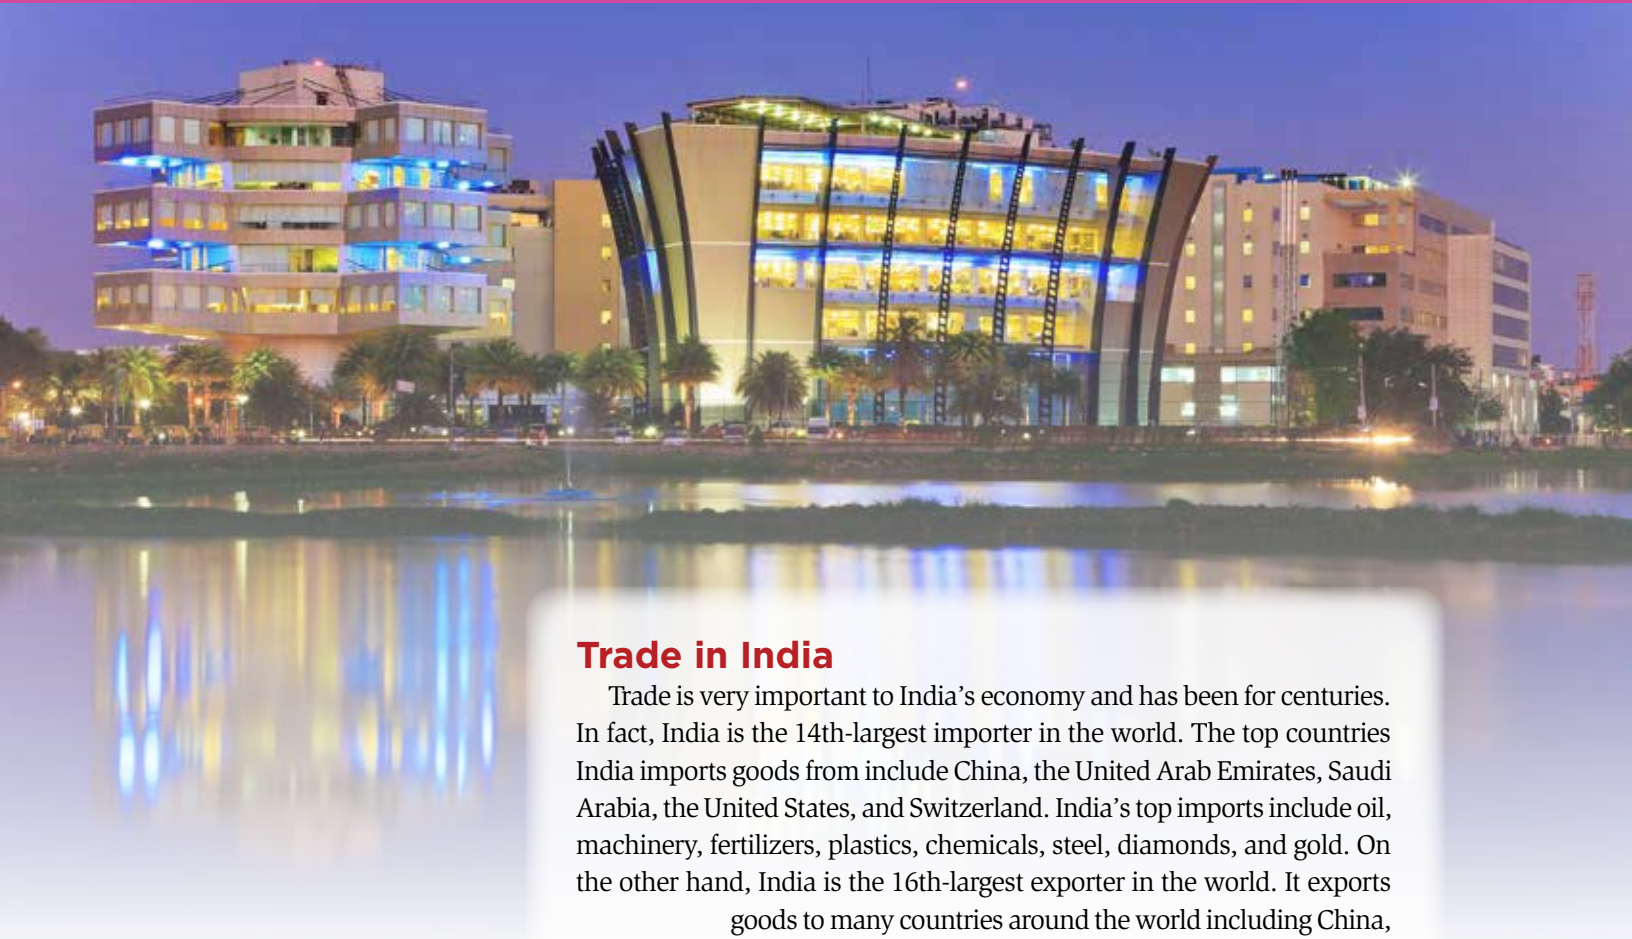 Trade in India
Trade is very important to India’s economy and has been for centuries.
In fact, India is the 14th-largest importer in the world. The top countries
India imports goods from include China, the United Arab Emirates, Saudi
Arabia, the United States, and Switzerland. India’s top imports include oil,
machinery, fertilizers, plastics, chemicals, steel, diamonds, and gold. On
the other hand, India is the 16th-largest exporter in the world. It exports
goods to many countries around the world including China,